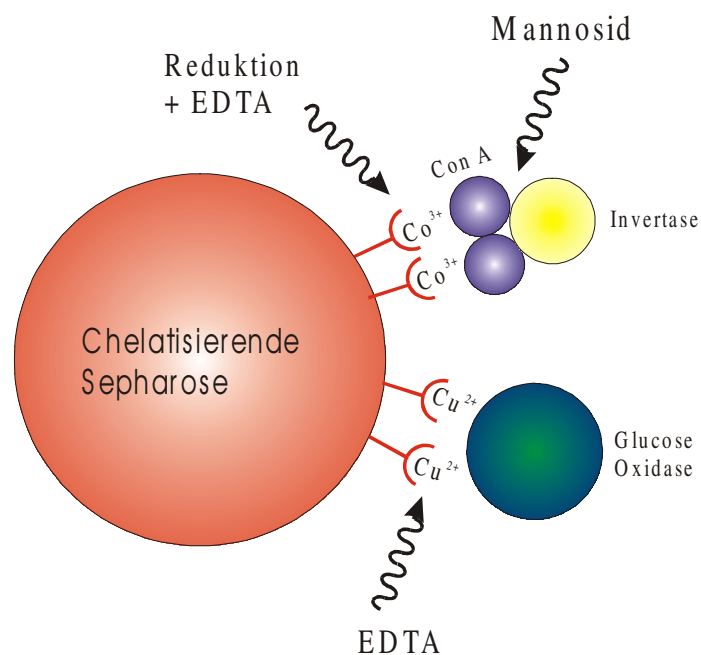 Mannosid
Reduktion
+ EDTA
Con A
Co³⁺
Invertase
Co³⁺
Chelatisierende
Sepharose
Cu²⁺
Glucose
Oxidase
Cu²⁺
EDTA